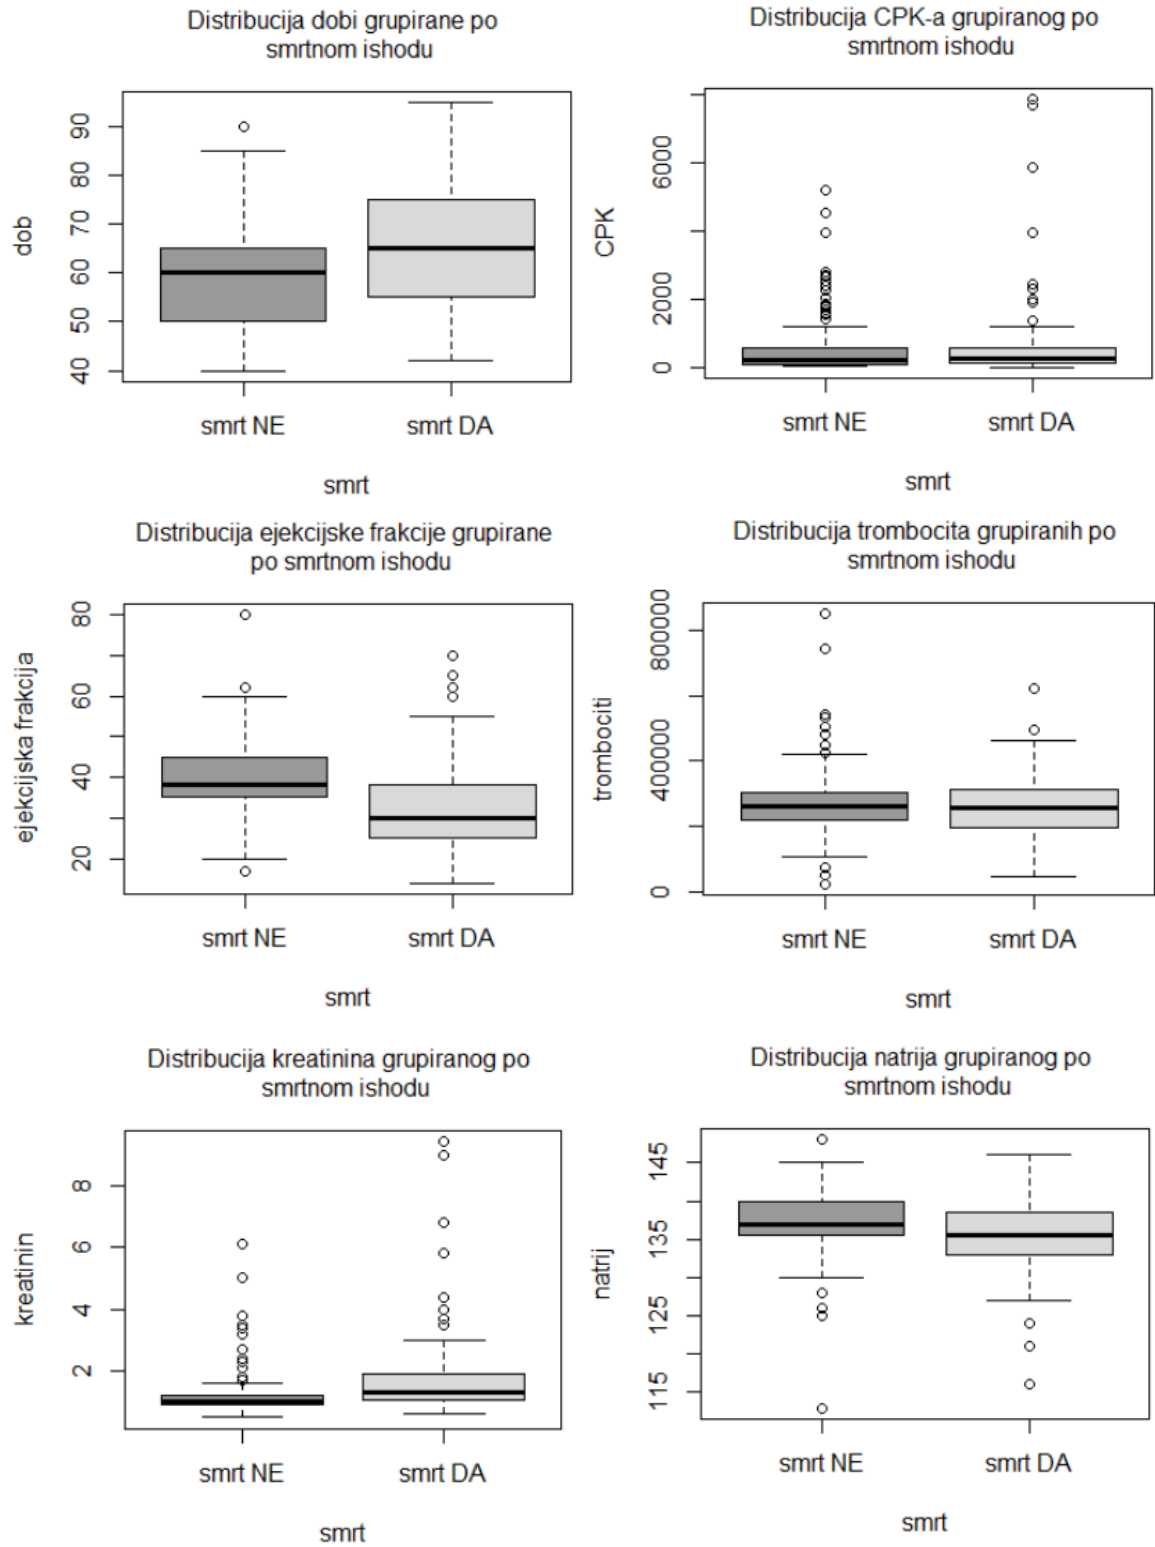 Distribucija dobi grupirane po
smrtnom ishodu
dob
90
80
70
60
50
40
smrt NE
smrt DA
smrt
Distribucija CPK-a grupiranog po
smrtnom ishodu
CPK
6000
2000
0
smrt NE
smrt DA
smrt
Distribucija ejekcijske frakcije grupirane
po smrtnom ishodu
ejekcijska frakcija
80
60
40
20
smrt NE
smrt DA
smrt
Distribucija trombocita grupiranih po
smrtnom ishodu
trombociti
800000
400000
0
smrt NE
smrt DA
smrt
Distribucija kreatinina grupiranog po
smrtnom ishodu
kreatinin
8
6
4
2
smrt NE
smrt DA
smrt
Distribucija natrija grupiranog po
smrtnom ishodu
natrij
145
135
125
115
smrt NE
smrt DA
smrt